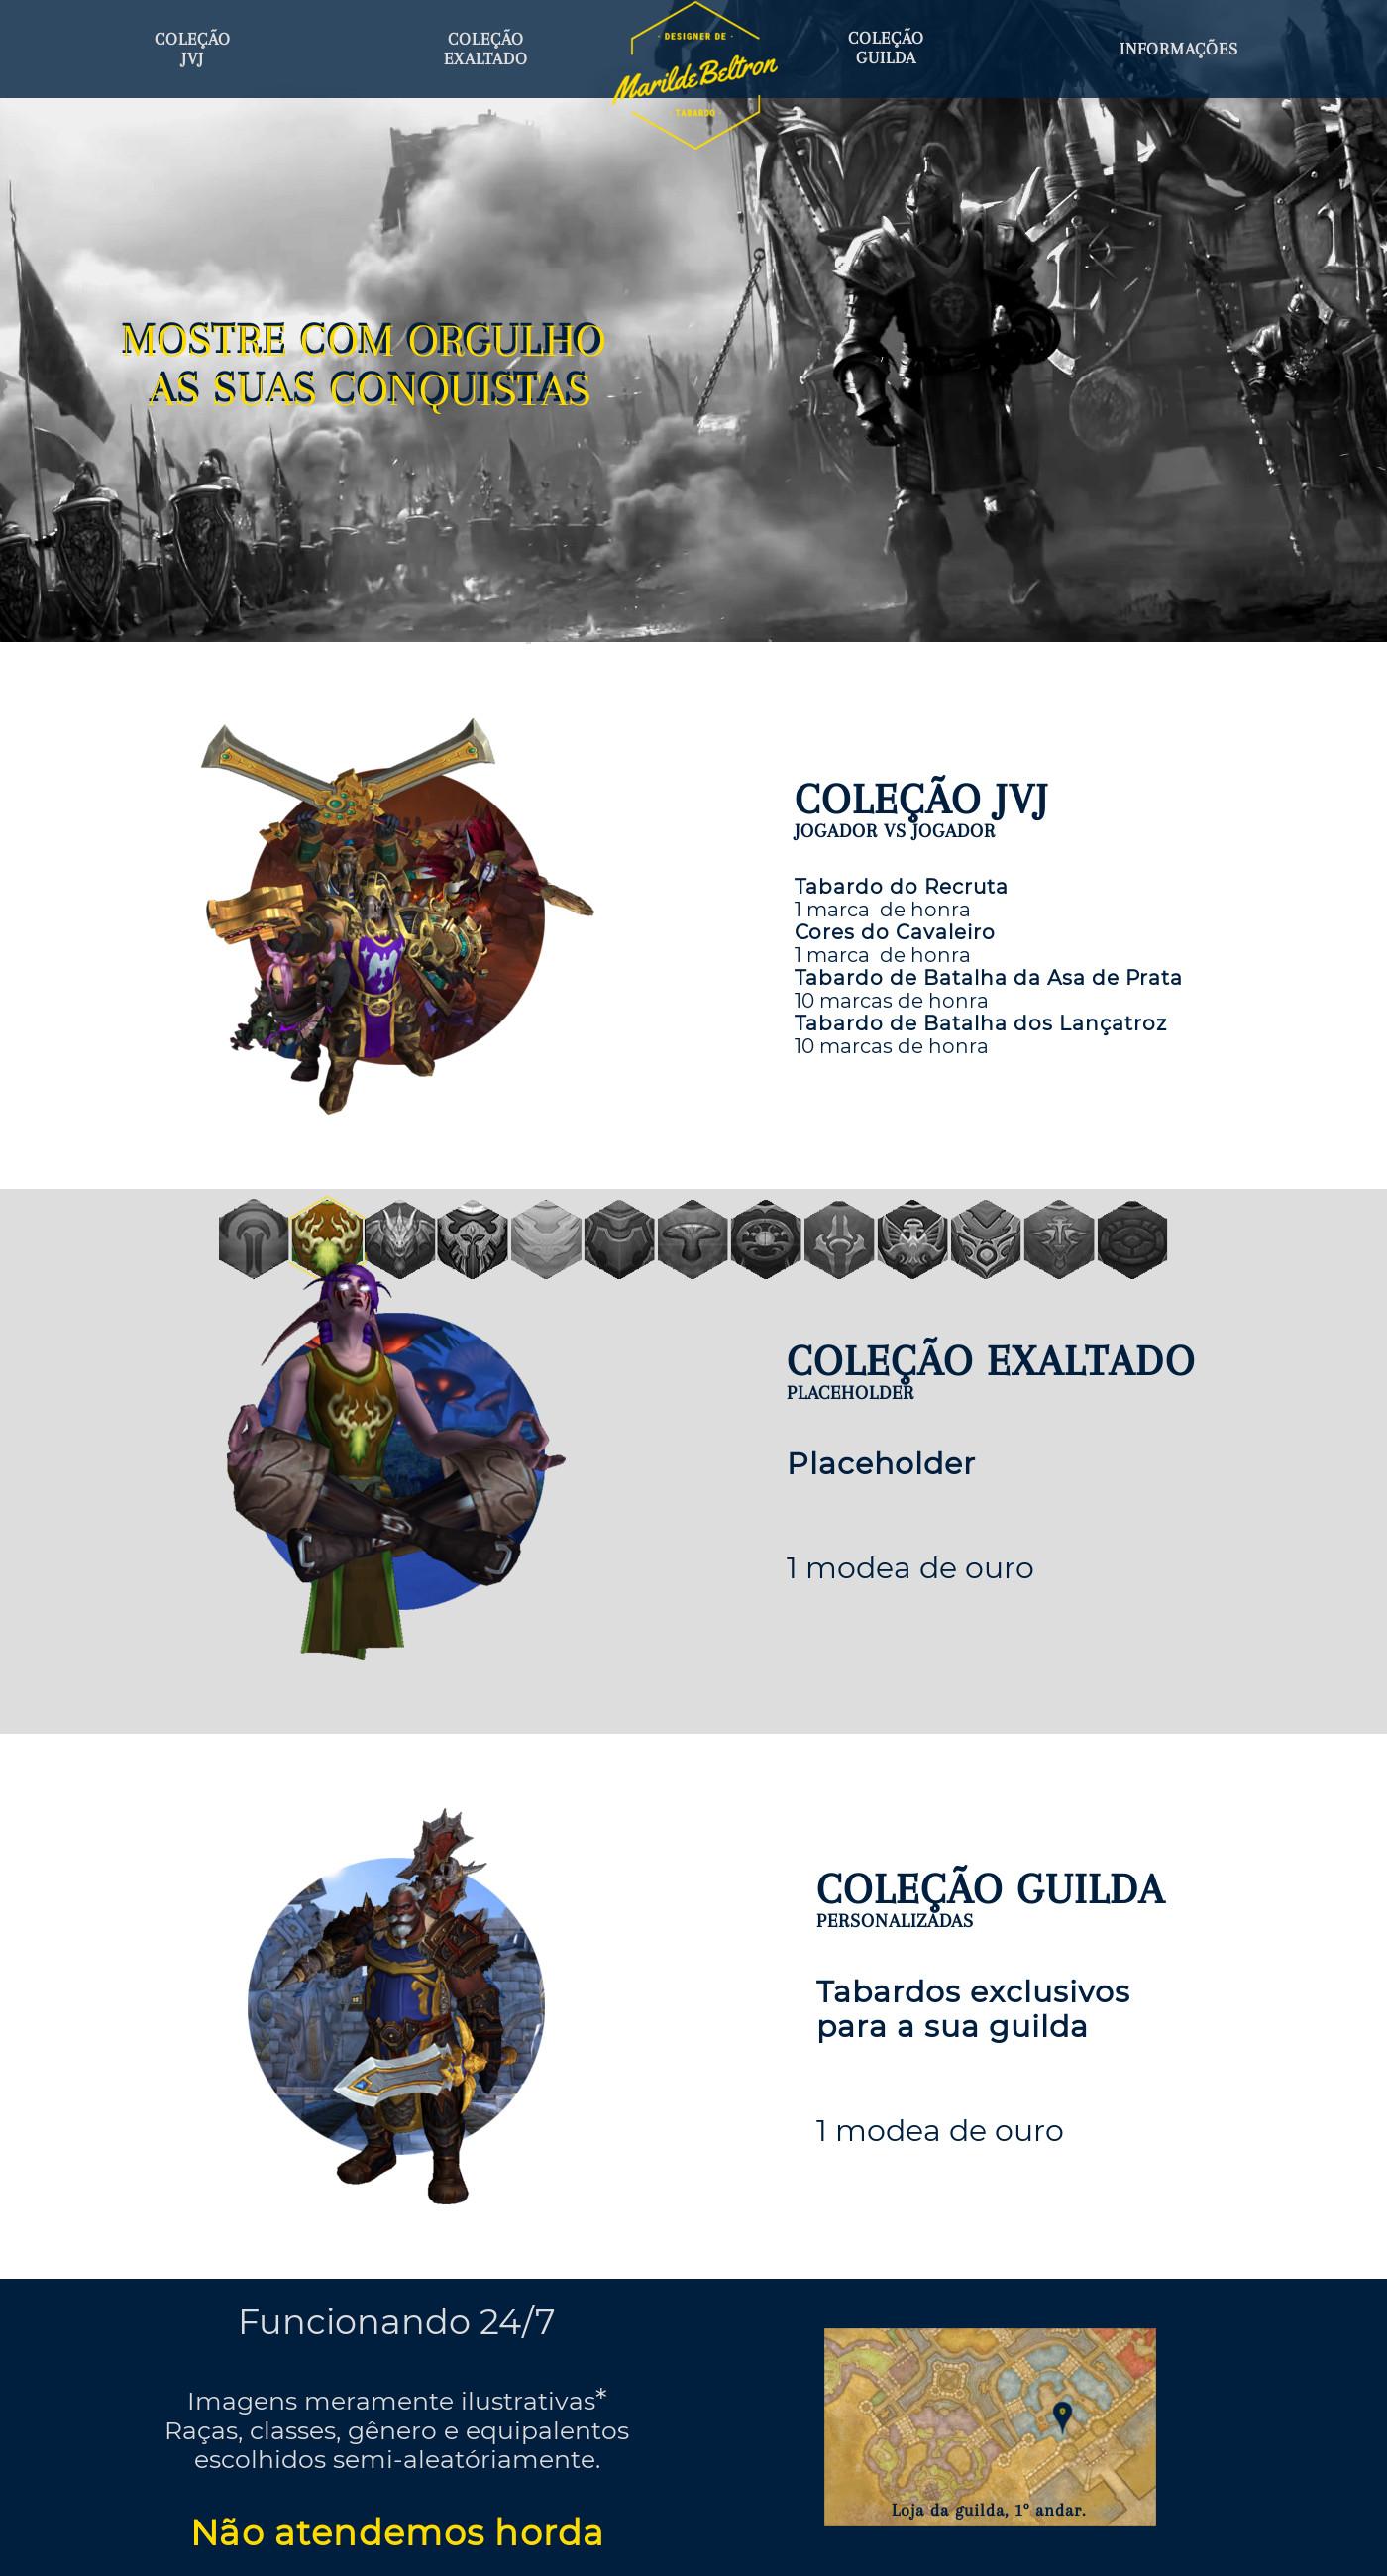 COLEÇÃO
JVJ
COLEÇÃO
EXALTADO
· DESIGNER DE ·
MarildeBeltron
· TABARDO ·
COLEÇÃO
GUILDA
INFORMAÇÕES
MOSTRE COM ORGULHO
AS SUAS CONQUISTAS
COLEÇÃO JVJ
JOGADOR VS JOGADOR
Tabardo do Recruta
1 marca  de honra
Cores do Cavaleiro
1 marca  de honra
Tabardo de Batalha da Asa de Prata
10 marcas de honra
Tabardo de Batalha dos Lançatroz
10 marcas de honra
COLEÇÃO EXALTADO
PLACEHOLDER
Placeholder
1 modea de ouro
COLEÇÃO GUILDA
PERSONALIZADAS
Tabardos exclusivos
para a sua guilda
1 modea de ouro
Funcionando 24/7
Imagens meramente ilustrativas*
Raças, classes, gênero e equipalentos
escolhidos semi-aleatóriamente.
Não atendemos horda
Loja da guilda, 1º andar.